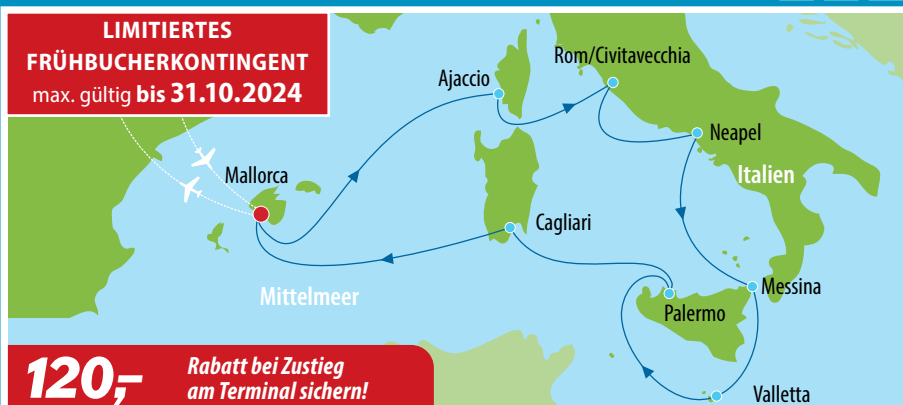 LIMITIERTES
FRÜHBUCHERKONTINGENT
max. gültig bis 31.10.2024
Rom/Civitavecchia
Ajaccio
Neapel
Mallorca
Italien
Cagliari
Mittelmeer
Messina
Palermo
120,- Rabatt bei Zustieg
am Terminal sichern!
Valletta